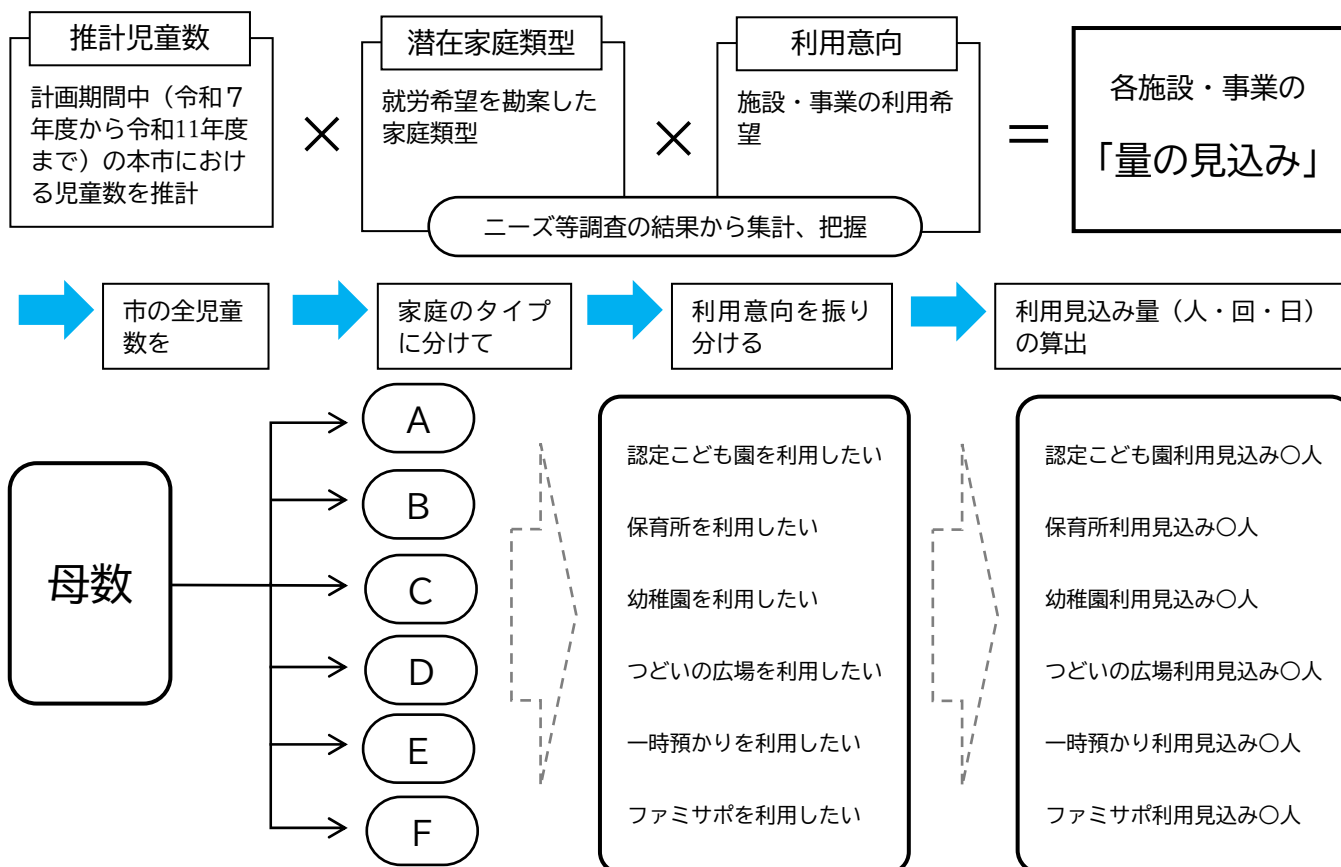 推計児童数
計画期間中（令和７
年度から令和11年度
まで）の本市におけ
る児童数を推計
×
潜在家庭類型
就労希望を勘案した
家庭類型
×
利用意向
施設・事業の利用希
望
＝
各施設・事業の
「量の見込み」
ニーズ等調査の結果から集計、把握
市の全児童
数を
家庭のタイプ
に分けて
利用意向を振り
分ける
利用見込み量（人・回・日）
の算出
母数
A
B
C
D
E
F
認定こども園を利用したい
保育所を利用したい
幼稚園を利用したい
つどいの広場を利用したい
一時預かりを利用したい
ファミサポを利用したい
認定こども園利用見込み〇人
保育所利用見込み〇人
幼稚園利用見込み〇人
つどいの広場利用見込み〇人
一時預かり利用見込み〇人
ファミサポ利用見込み〇人